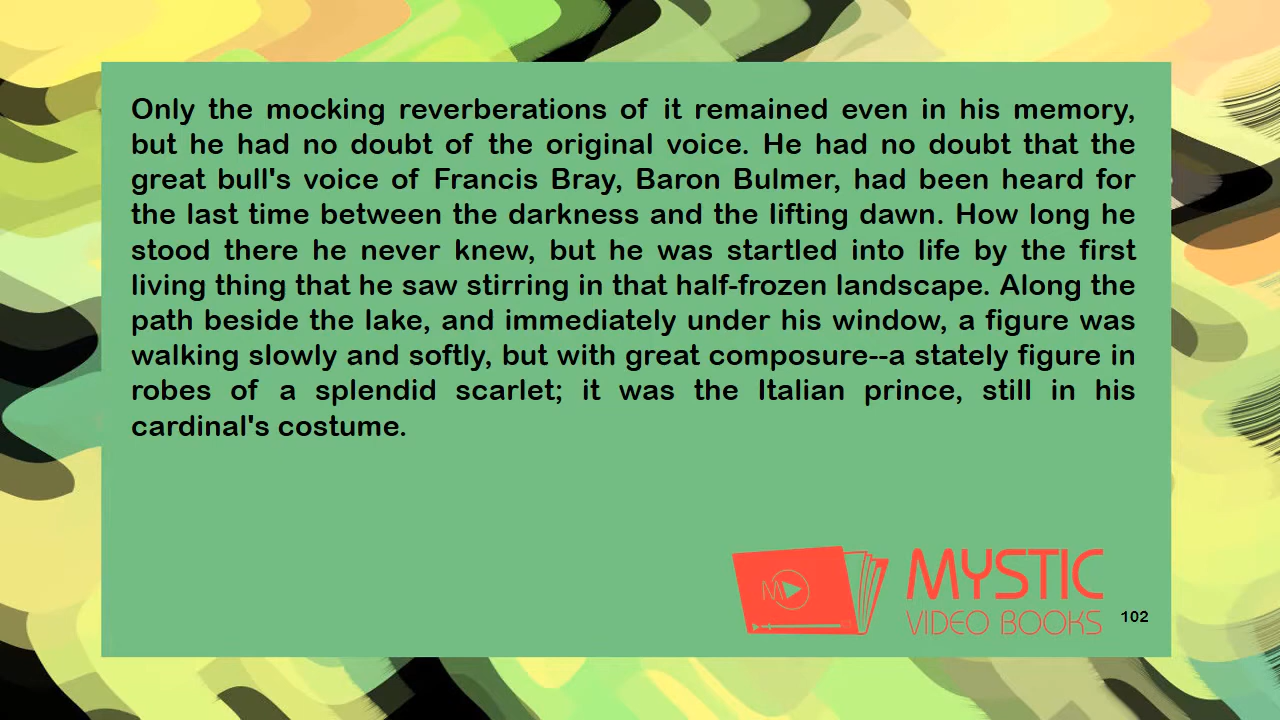 Only the mocking reverberations of it remained even in his memory,
but he had no doubt of the original voice. He had no doubt that the
great bull's voice of Francis Bray, Baron Bulmer, had been heard for
the last time between the darkness and the lifting dawn. How long he
stood there he never knew, but he was startled into life by the first
living thing that he saw stirring in that half-frozen landscape. Along the
path beside the lake, and immediately under his window, a figure was
walking slowly and softly, but with great composure--a stately figure in
robes of a splendid scarlet; it was the Italian prince, still in his
cardinal's costume.
M
MYSTIC
VIDEO BOOKS
102